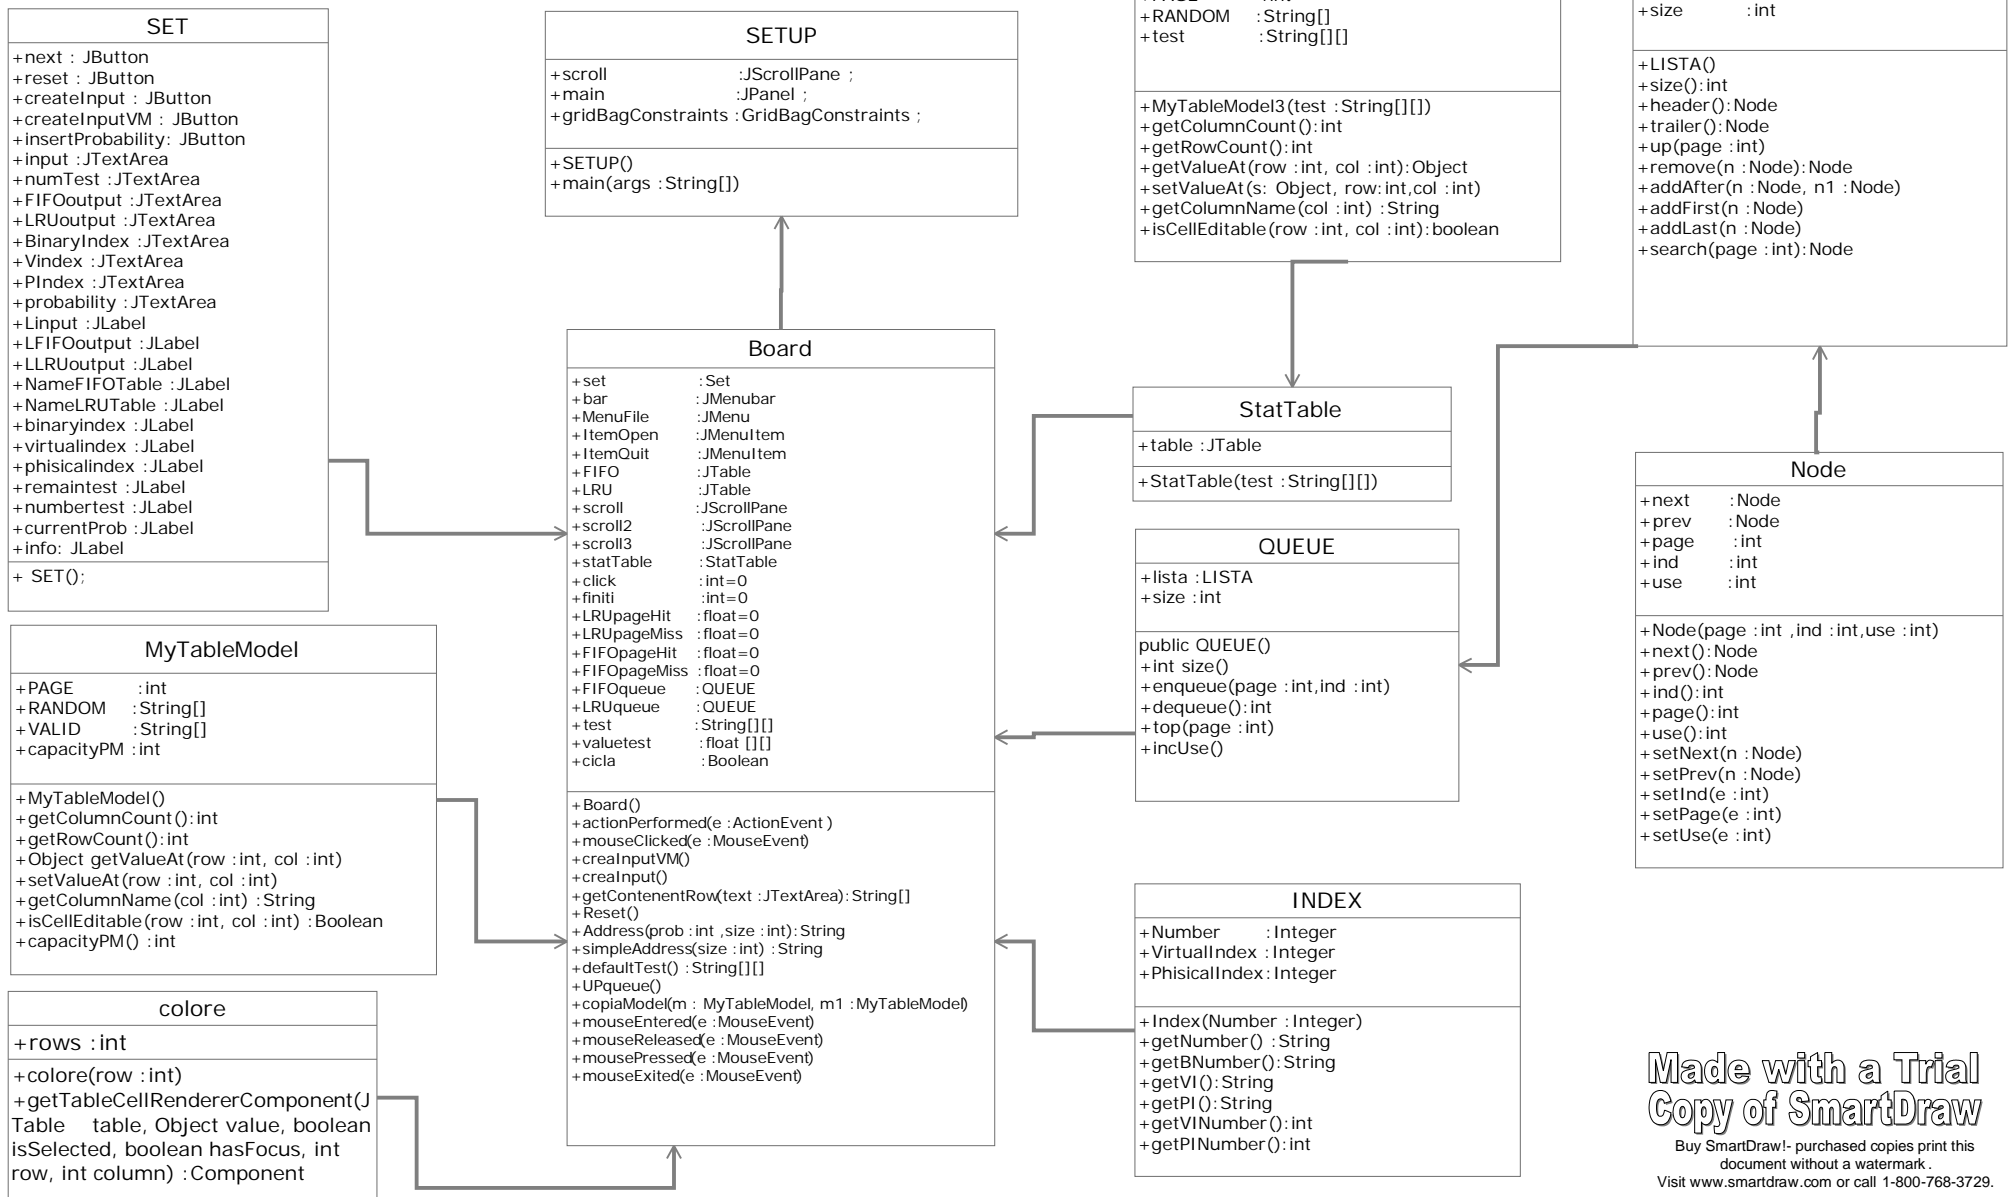 SET
+next : JButton
+reset : JButton
+createInput : JButton
+createInputVM : JButton
+insertProbability: JButton
+input :JTextArea
+numTest :JTextArea
+FIFOoutput :JTextArea
+LRUoutput :JTextArea
+BinaryIndex :JTextArea
+Vindex :JTextArea
+PIndex :JTextArea
+probability :JTextArea
+Linput :JLabel
+LFIFOoutput :JLabel
+LLRUoutput :JLabel
+NameFIFOTable :JLabel
+NameLRUTable :JLabel
+binaryindex :JLabel
+virtualindex :JLabel
+phisicalindex :JLabel
+remaintest :JLabel
+numbertest :JLabel
+currentProb :JLabel
+info: JLabel
+ SET();
MyTableModel
+PAGE :int
+RANDOM :String[]
+VALID :String[]
+capacityPM :int
+MyTableModel()
+getColumnCount():int
+getRowCount():int
+Object getValueAt(row :int, col :int)
+setValueAt(row :int, col :int)
+getColumnName(col :int) :String
+isCellEditable(row :int, col :int) :Boolean
+capacityPM() :int
colore
+rows :int
+colore(row :int)
+getTableCellRendererComponent(J
Table table, Object value, boolean
isSelected, boolean hasFocus, int
row, int column) :Component
SETUP
+scroll :JScrollPane ;
+main :JPanel ;
+gridBagConstraints :GridBagConstraints ;
+SETUP()
+main(args :String[])
Board
+set :Set
+bar :JMenubar
+MenuFile :JMenu
+ItemOpen :JMenuItem
+ItemQuit :JMenuItem
+FIFO :JTable
+LRU :JTable
+scroll :JScrollPane
+scroll2 :JScrollPane
+scroll3 :JScrollPane
+statTable :StatTable
+click :int=0
+finiti :int=0
+LRUpageHit :float=0
+LRUpageMiss :float=0
+FIFOpageHit :float=0
+FIFOpageMiss :float=0
+FIFOqueue :QUEUE
+LRUqueue :QUEUE
+test :String[][]
+valuetest :float [][]
+cicla :Boolean
+Board()
+actionPerformed(e :ActionEvent )
+mouseClicked(e :MouseEvent)
+creaInputVM()
+creaInput()
+getContenentRow(text :JTextArea):String[]
+Reset()
+Address(prob :int ,size :int):String
+simpleAddress(size :int) :String
+defaultTest() :String[][]
+UPqueue()
+copiaModel(m : MyTableModel, m1 :MyTableModel)
+mouseEntered(e :MouseEvent)
+mouseReleased(e :MouseEvent)
+mousePressed(e :MouseEvent)
+mouseExited(e :MouseEvent)
+RANDOM :String[]
+test :String[][]
+MyTableModel3(test :String[][])
+getColumnCount():int
+getRowCount():int
+getValueAt(row :int, col :int):Object
+setValueAt(s: Object, row:int,col :int)
+getColumnName(col :int) :String
+isCellEditable(row :int, col :int):boolean
StatTable
+table :JTable
+StatTable(test :String[][])
QUEUE
+lista :LISTA
+size :int
public QUEUE()
+int size()
+enqueue(page :int,ind :int)
+dequeue():int
+top(page :int)
+incUse()
INDEX
+Number :Integer
+VirtualIndex :Integer
+PhisicalIndex:Integer
+Index(Number :Integer)
+getNumber() :String
+getBNumber():String
+getVI():String
+getPI():String
+getVINumber():int
+getPINumber():int
+size :int
+LISTA()
+size():int
+header():Node
+trailer():Node
+up(page :int)
+remove(n :Node):Node
+addAfter(n :Node, n1 :Node)
+addFirst(n :Node)
+addLast(n :Node)
+search(page :int):Node
Node
+next :Node
+prev :Node
+page :int
+ind :int
+use :int
+Node(page :int ,ind :int,use :int)
+next():Node
+prev():Node
+ind():int
+page():int
+use():int
+setNext(n :Node)
+setPrev(n :Node)
+setInd(e :int)
+setPage(e :int)
+setUse(e :int)
Made with a Trial
Copy of SmartDraw
Buy SmartDraw!- purchased copies print this
document without a watermark .
Visit www.smartdraw.com or call 1-800-768-3729.